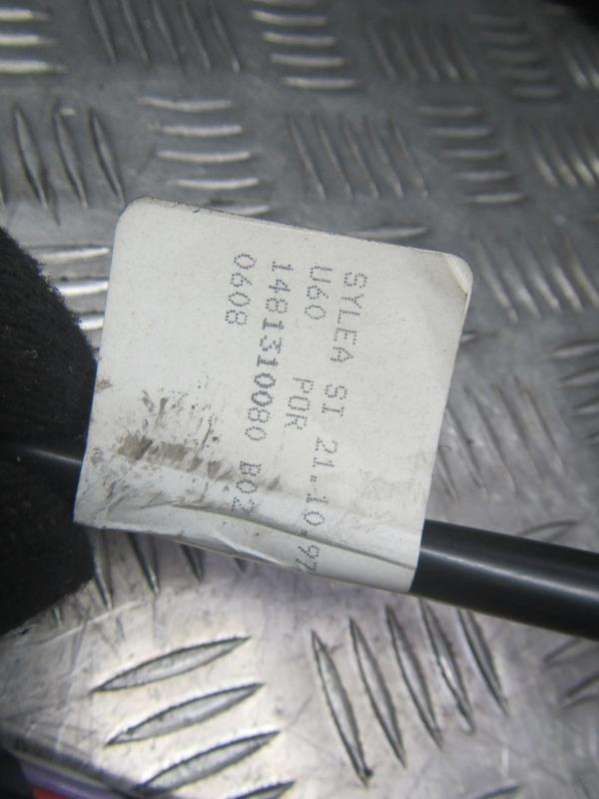 SYLEA SI 21.10.97
U60 POR
1481310080 B02
0608